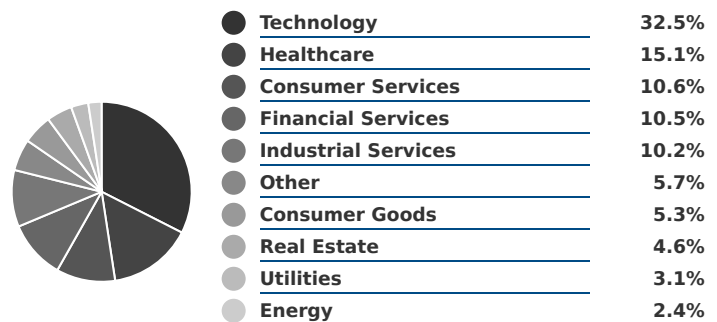 Technology 32.5%
Healthcare 15.1%
Consumer Services 10.6%
Financial Services 10.5%
Industrial Services 10.2%
Other 5.7%
Consumer Goods 5.3%
Real Estate 4.6%
Utilities 3.1%
Energy 2.4%